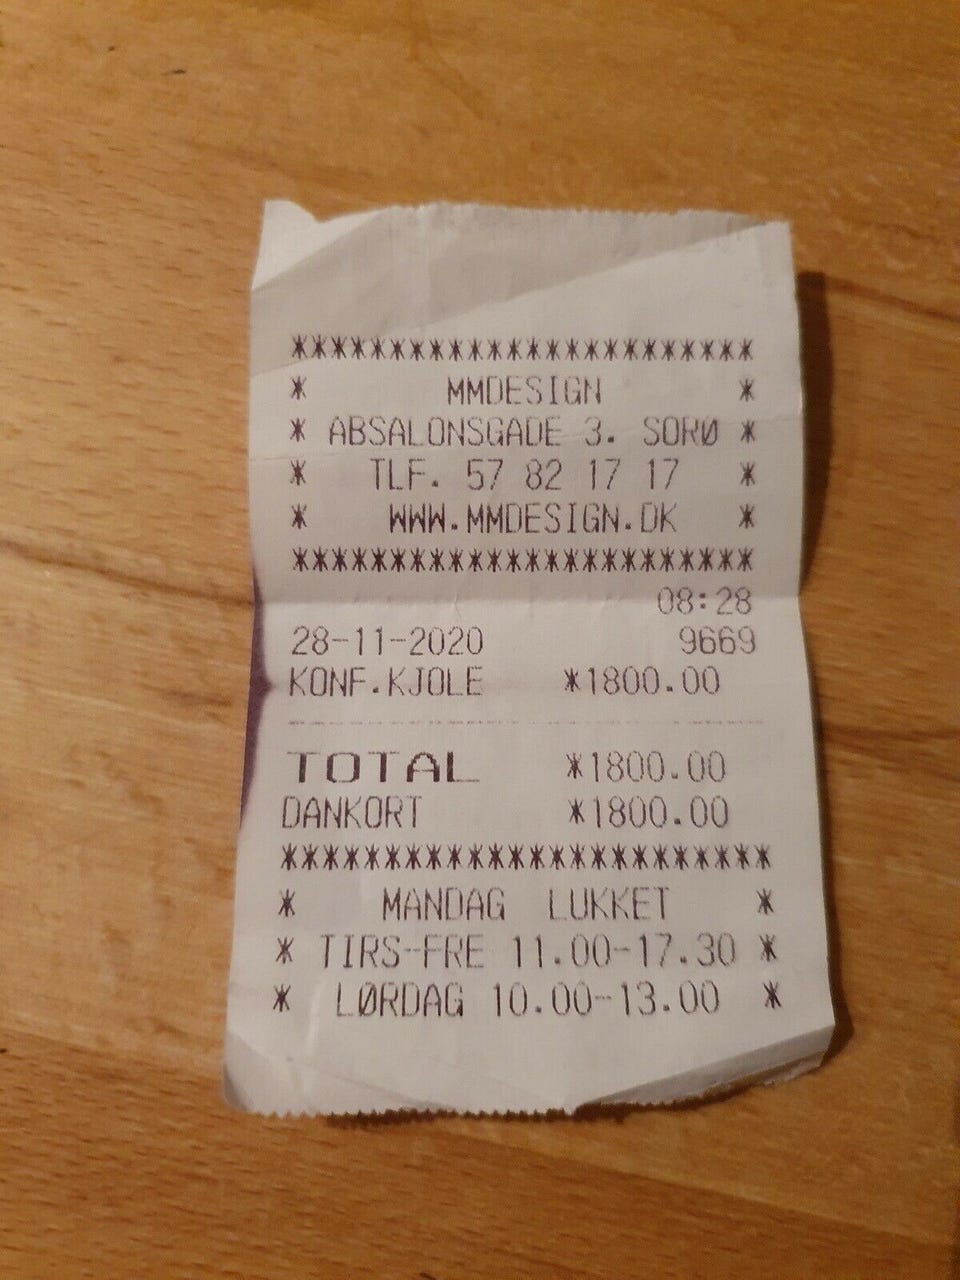 ************************
* MMDESIGN *
* ABSALONSGADE 3. SORØ *
* TLF. 57 82 17 17 *
* WWW.MMDESIGN.DK *
************************
08:28
28-11-2020 9669
KONF.KJOLE *1800.00
TOTAL *1800.00
DANKORT *1800.00
************************
* MANDAG LUKKET *
* TIRS-FRE 11.00-17.30 *
* LØRDAG 10.00-13.00 *